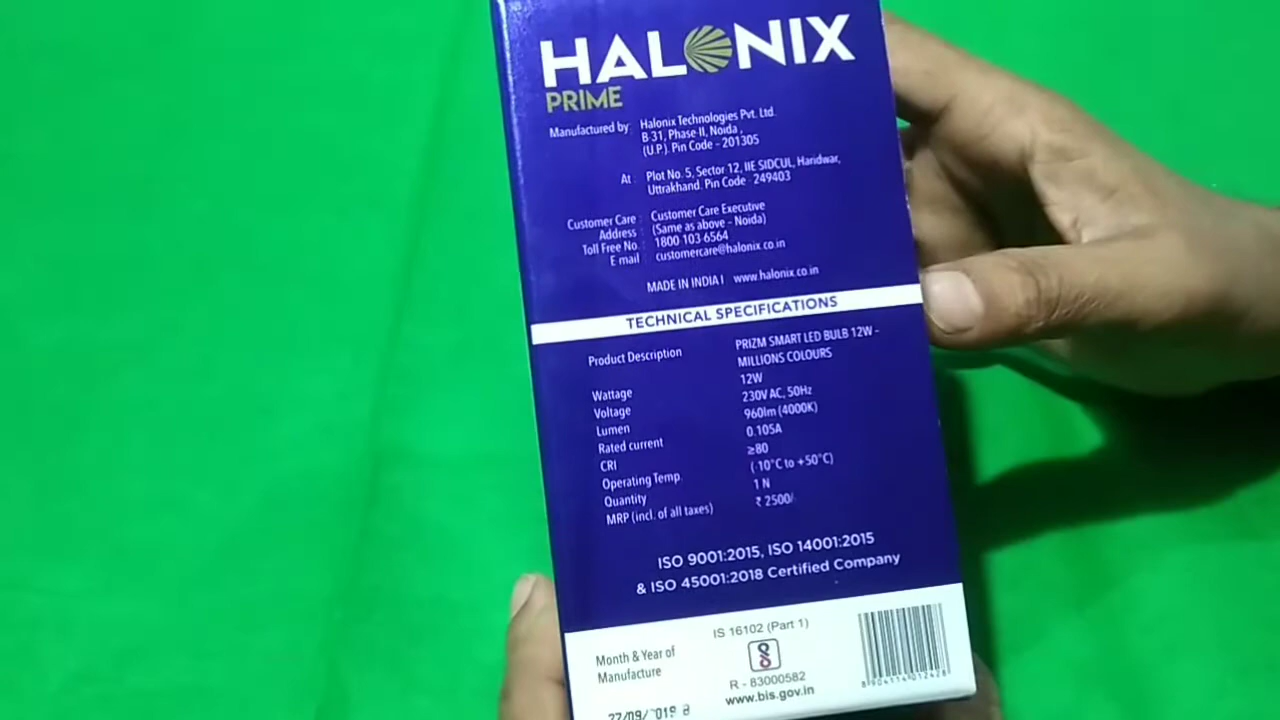 HALONIX
PRIME
Manufactured by: Halonix Technologies Pvt. Ltd.
B 31, Phase-II, Noida,
(U.P.). Pin Code - 201305
At : Plot No. 5, Sector 12, IIE SIDCUL, Haridwar,
Uttrakhand. Pin Code 249403
Customer Care : Customer Care Executive
Address : (Same as above - Noida)
Toll Free No. : 1800 103 6564
E mail : customercare@halonix.co.in
MADE IN INDIA I www.halonix.co.in
TECHNICAL SPECIFICATIONS
Product Description PRIZM SMART LED BULB 12W -
MILLIONS COLOURS
Wattage 12W
Voltage 230V AC, 50Hz
Lumen 960lm (4000K)
Rated current 0.105A
CRI ≥80
Operating Temp. (-10°C to +50°C)
Quantity 1 N
MRP (incl. of all taxes) ₹ 2500/-
ISO 9001:2015, ISO 14001:2015
& ISO 45001:2018 Certified Company
Month & Year of
Manufacture
IS 16102 (Part 1)
R - 83000582
www.bis.gov.in